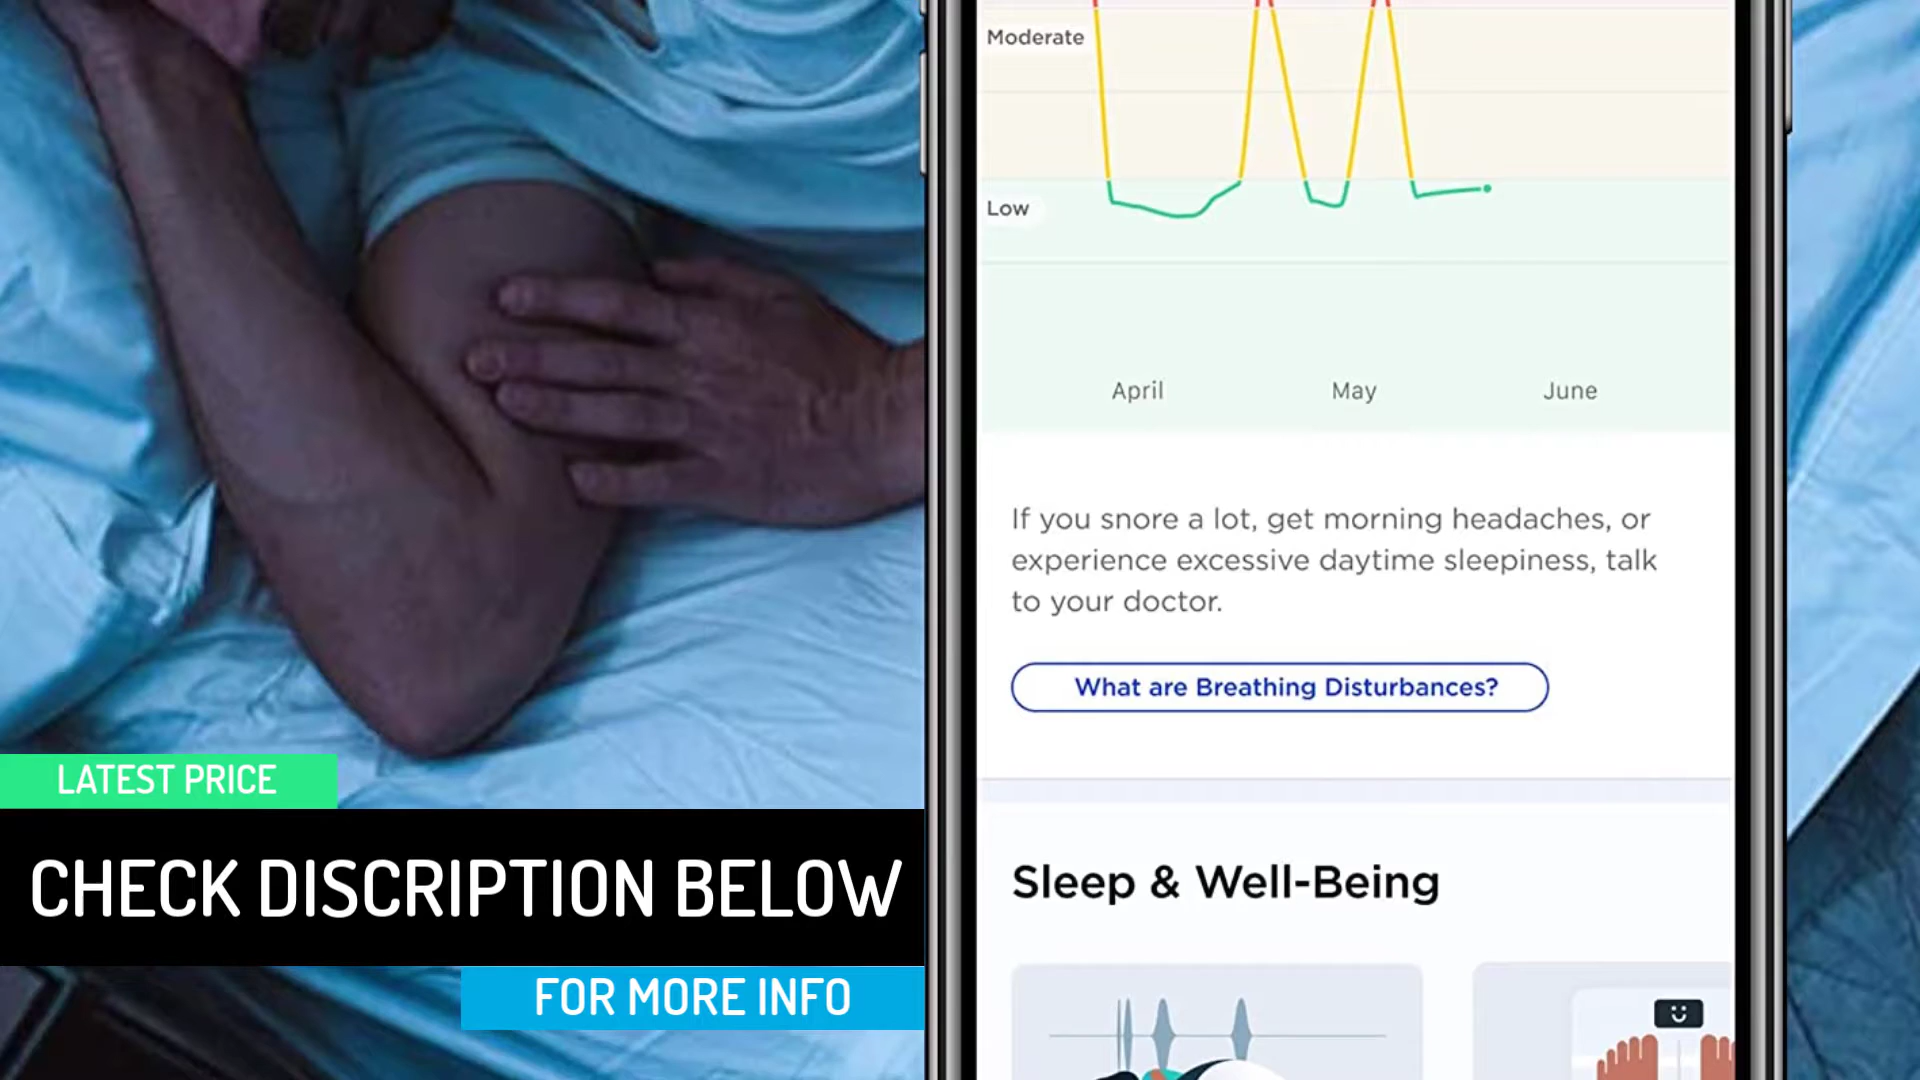 Moderate
Low
April May June
If you snore a lot, get morning headaches, or
experience excessive daytime sleepiness, talk
to your doctor.
What are Breathing Disturbances?
Sleep & Well-Being
LATEST PRICE
CHECK DISCRIPTION BELOW
FOR MORE INFO